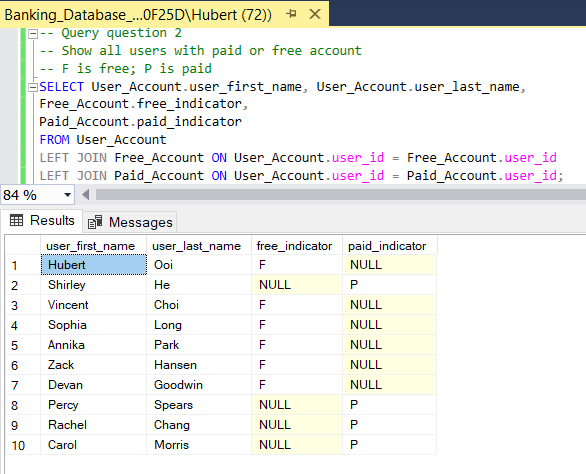 Banking_Database_...0F25D\Hubert (72))
-- Query question 2
-- Show all users with paid or free account
-- F is free; P is paid
SELECT User_Account.user_first_name, User_Account.user_last_name,
Free_Account.free_indicator,
Paid_Account.paid_indicator
FROM User_Account
LEFT JOIN Free_Account ON User_Account.user_id = Free_Account.user_id
LEFT JOIN Paid_Account ON User_Account.user_id = Paid_Account.user_id;
84 %
Results Messages
user_first_name user_last_name free_indicator paid_indicator
1 Hubert Ooi F NULL
2 Shirley He NULL P
3 Vincent Choi F NULL
4 Sophia Long F NULL
5 Annika Park F NULL
6 Zack Hansen F NULL
7 Devan Goodwin F NULL
8 Percy Spears NULL P
9 Rachel Chang NULL P
10 Carol Morris NULL P